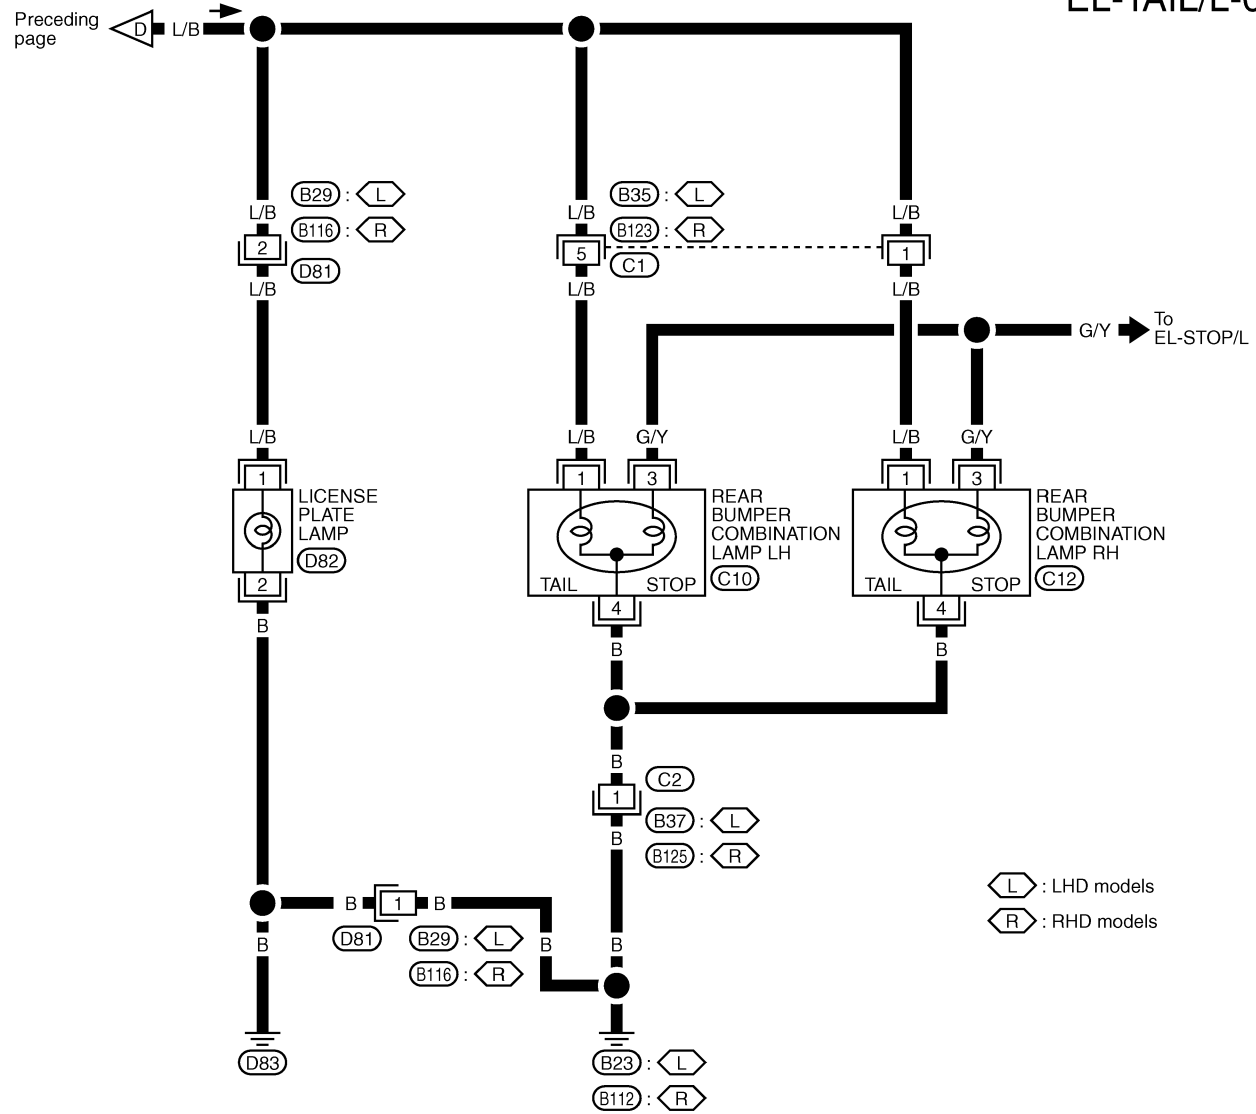 EL-TAIL/L-0
Preceding
page
D
L/B
B29 : L
B116 : R
L/B
2
D81
L/B
B35 : L
B123 : R
L/B
5
C1
L/B
L/B
1
L/B
G/Y
To
EL-STOP/L
L/B
1
LICENSE
PLATE
LAMP
D82
2
B
L/B
G/Y
1
3
REAR
BUMPER
COMBINATION
LAMP LH
C10
TAIL
STOP
4
B
L/B
G/Y
1
3
REAR
BUMPER
COMBINATION
LAMP RH
C12
TAIL
STOP
4
B
B
C2
1
B37 : L
B125 : R
B
L : LHD models
R : RHD models
B
1
B
D81
B29 : L
B116 : R
B
B
B
D83
B23 : L
B112 : R